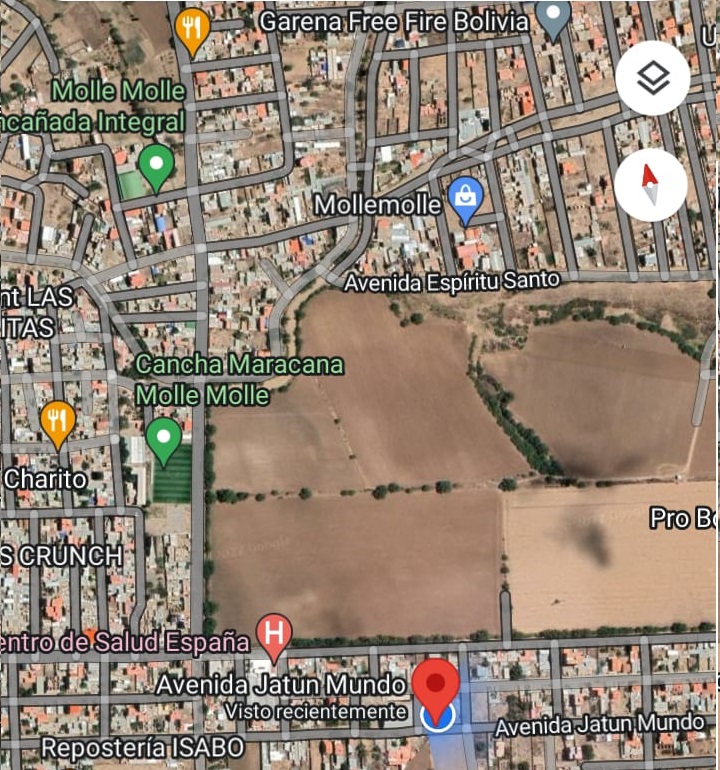 Garena Free Fire Bolivia
U
Molle Molle
ncañada Integral
Mollemolle
Avenida Espíritu Santo
nt LAS
ITAS
Cancha Maracana
Molle Molle
Charito
Pro Bo
S CRUNCH
2022 Google
entro de Salud España
H
Avenida Jatun Mundo
Visto recientemente
Avenida Jatun Mundo
Repostería ISABO